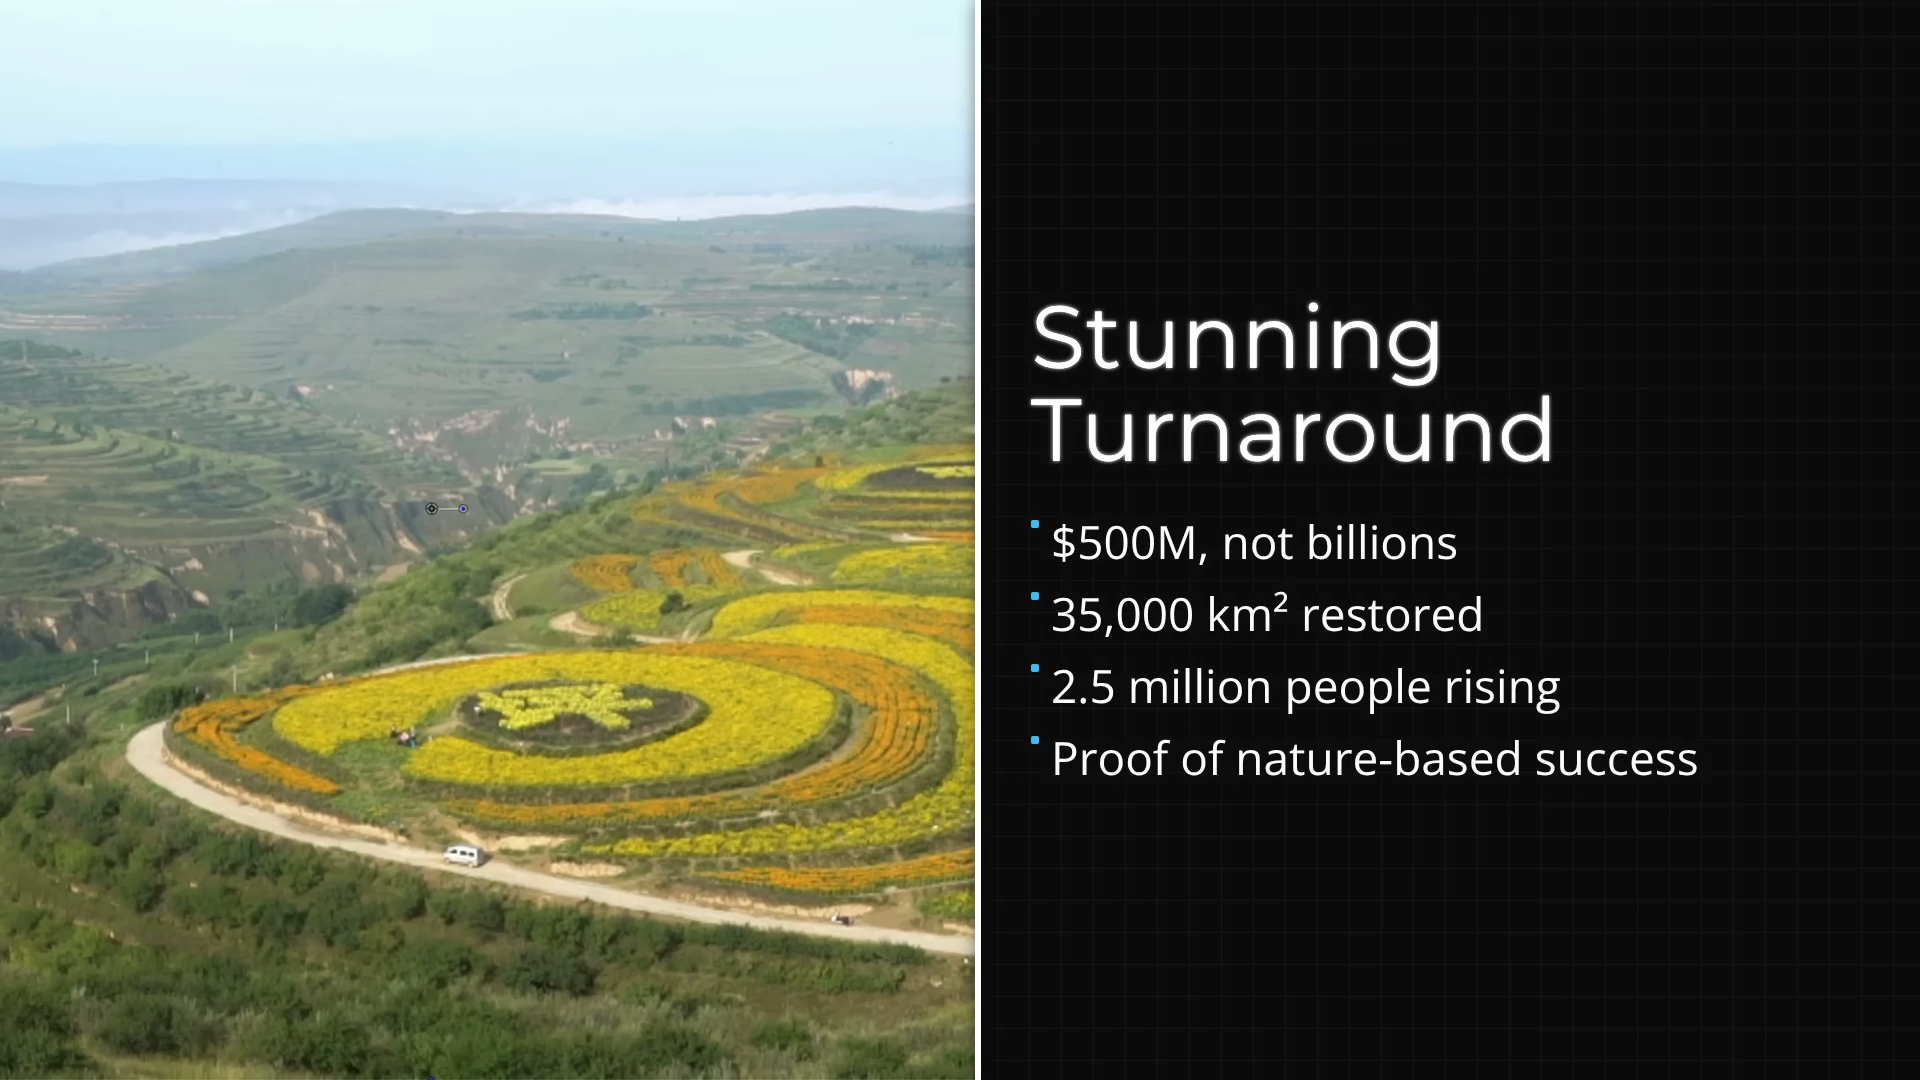 Stunning
Turnaround
$500M, not billions
35,000 km² restored
2.5 million people rising
Proof of nature-based success